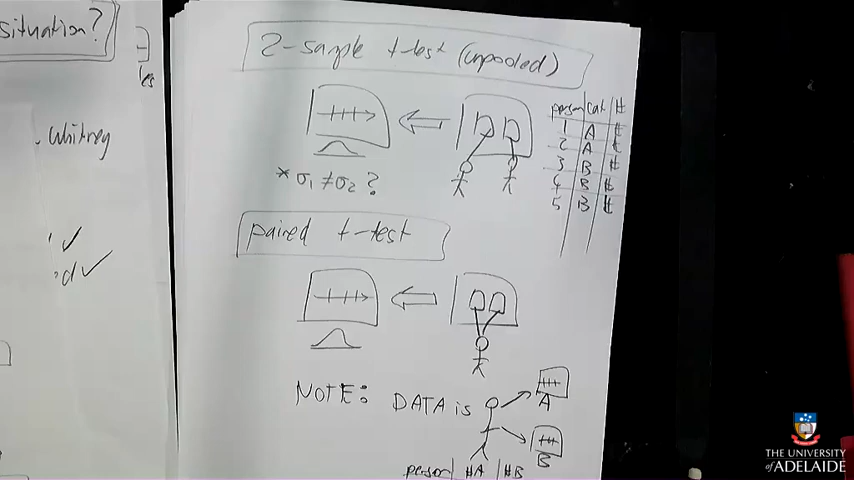 situation?
les
. Whitney
2-sample t-test (unpooled)
person | cat | #
1 A #
2 A #
3 B #
4 B #
5 B #
* σ₁ ≠ σ₂ ?
paired t-test
NOTE: DATA is
A
B
person | #A | #B
THE UNIVERSITY
of ADELAIDE